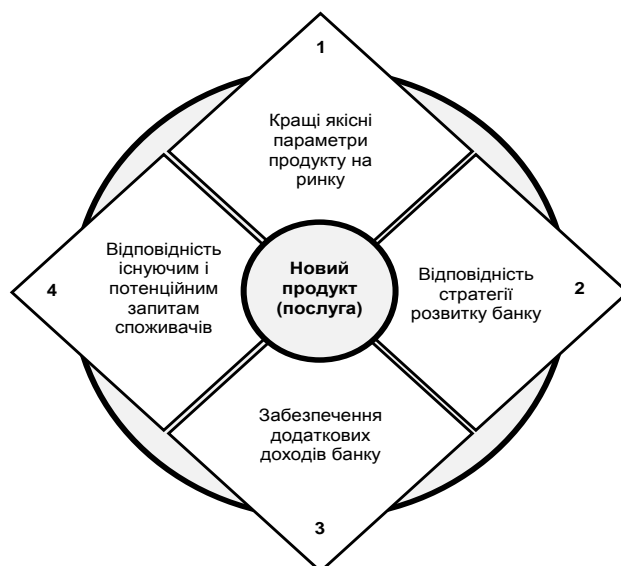 1
Кращі якісні
параметри
продукту на
ринку
Відповідність
існуючим і
потенційним
запитам
споживачів
4
Новий
продукт
(послуга)
Відповідність
стратегії
розвитку банку
2
Забезпечення
додаткових
доходів банку
3